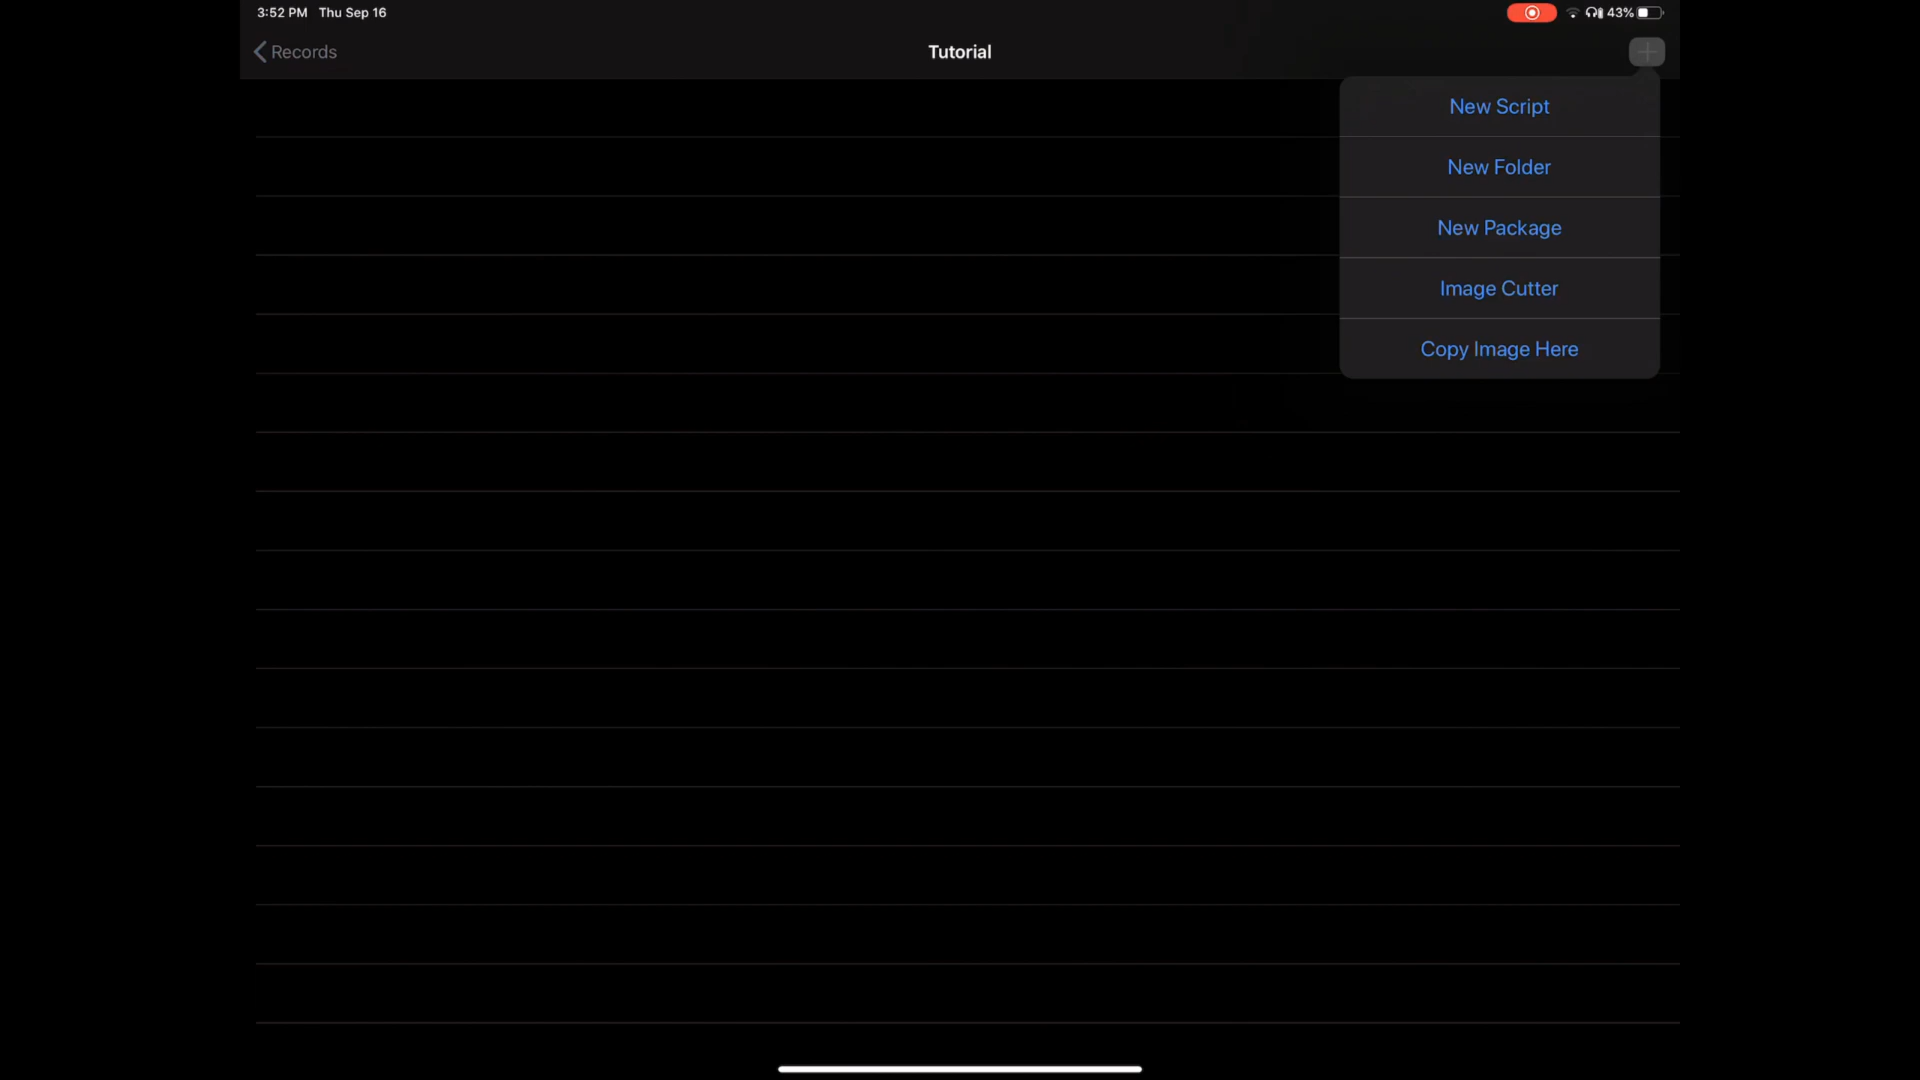 3:52 PM Thu Sep 16
43%
Records
Tutorial
New Script
New Folder
New Package
Image Cutter
Copy Image Here